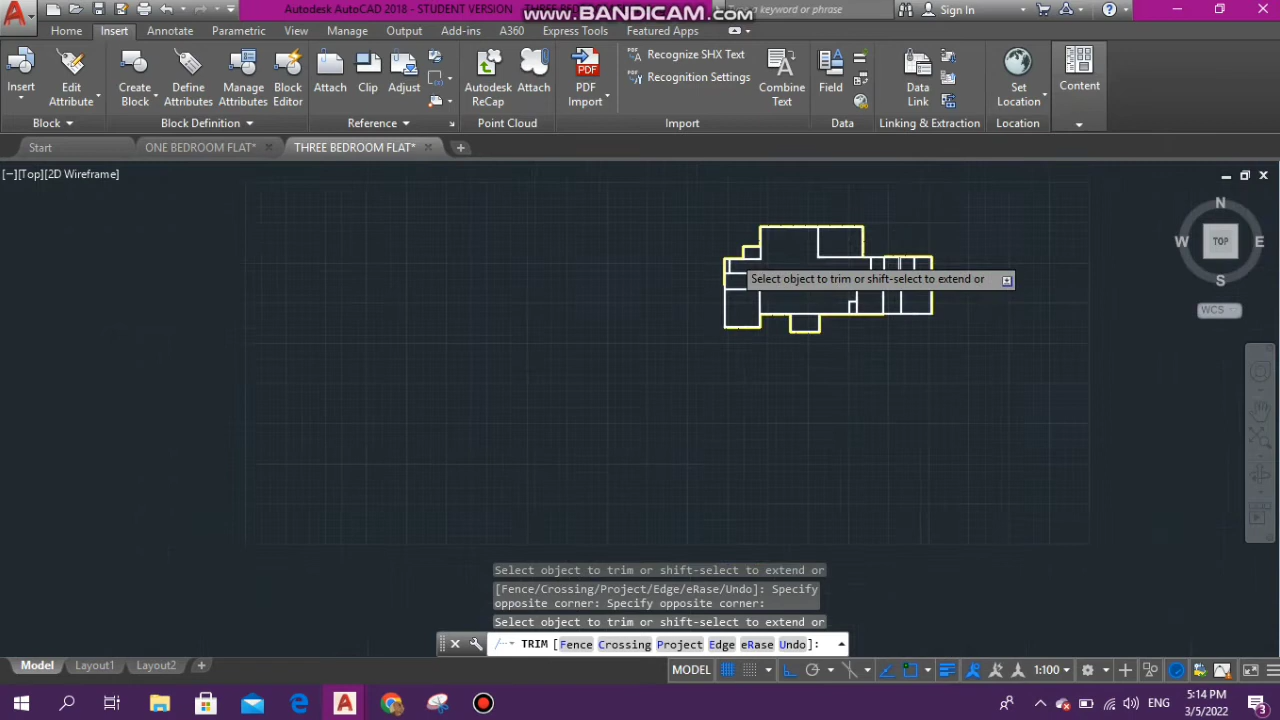 Autodesk AutoCAD 2018 - STUDENT VERSION
www.BANDICAM.com
Type a keyword or phrase
Sign In
Home Insert Annotate Parametric View Manage Output Add-ins A360 Express Tools Featured Apps
Insert
Edit Attribute
Create Block
Define Attributes
Manage Attributes
Block Editor
Attach
Clip
Adjust
Autodesk ReCap
Attach
PDF
PDF Import
Recognize SHX Text
Recognition Settings
Combine Text
Field
Data Link
Set Location
Content
Block
Block Definition
Reference
Point Cloud
Import
Data
Linking & Extraction
Location
Start
ONE BEDROOM FLAT*
THREE BEDROOM FLAT*
[−][Top][2D Wireframe]
N
W
TOP
E
S
WCS
Select object to trim or shift-select to extend or
Select object to trim or shift-select to extend or
[Fence/Crossing/Project/Edge/eRase/Undo]: Specify
opposite corner: Specify opposite corner:
Select object to trim or shift-select to extend or
TRIM [Fence Crossing Project Edge eRase Undo]:
Model Layout1 Layout2
MODEL
1:100
ENG
5:14 PM
3/5/2022
3